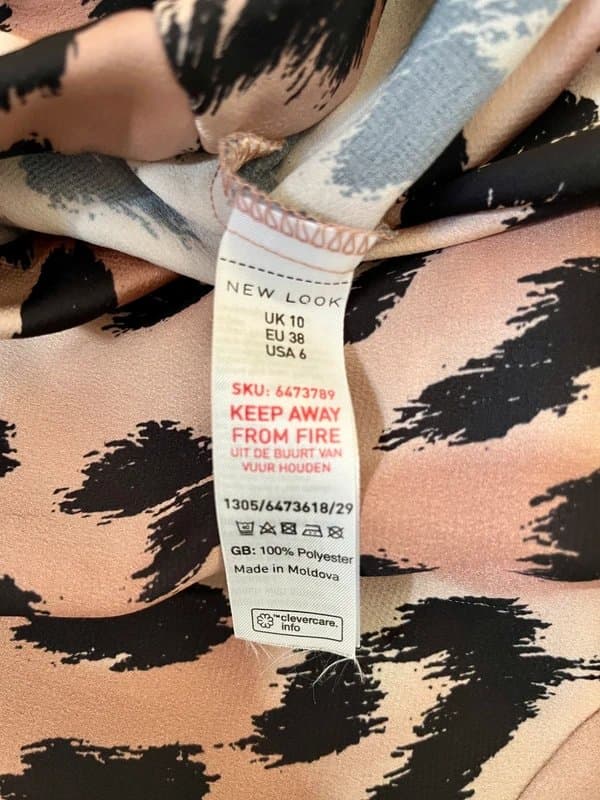 NEW LOOK
UK 10
EU 38
USA 6
SKU: 6473789
KEEP AWAY
FROM FIRE
UIT DE BUURT VAN
VUUR HOUDEN
1305/6473618/29
GB: 100% Polyester
Made in Moldova
™clevercare.
info